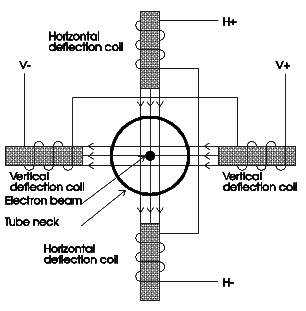 H+
Horizontal
deflection coil
V-
V+
Vertical
deflection coil
Vertical
deflection coil
Electron beam
Tube neck
Horizontal
deflection coil
H-